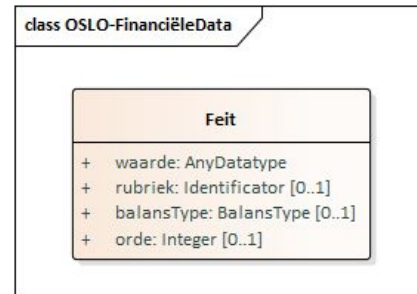 class OSLO-FinanciëleData
Feit
+ waarde: AnyDatatype
+ rubriek: Identificator [0..1]
+ balansType: BalansType [0..1]
+ orde: Integer [0..1]